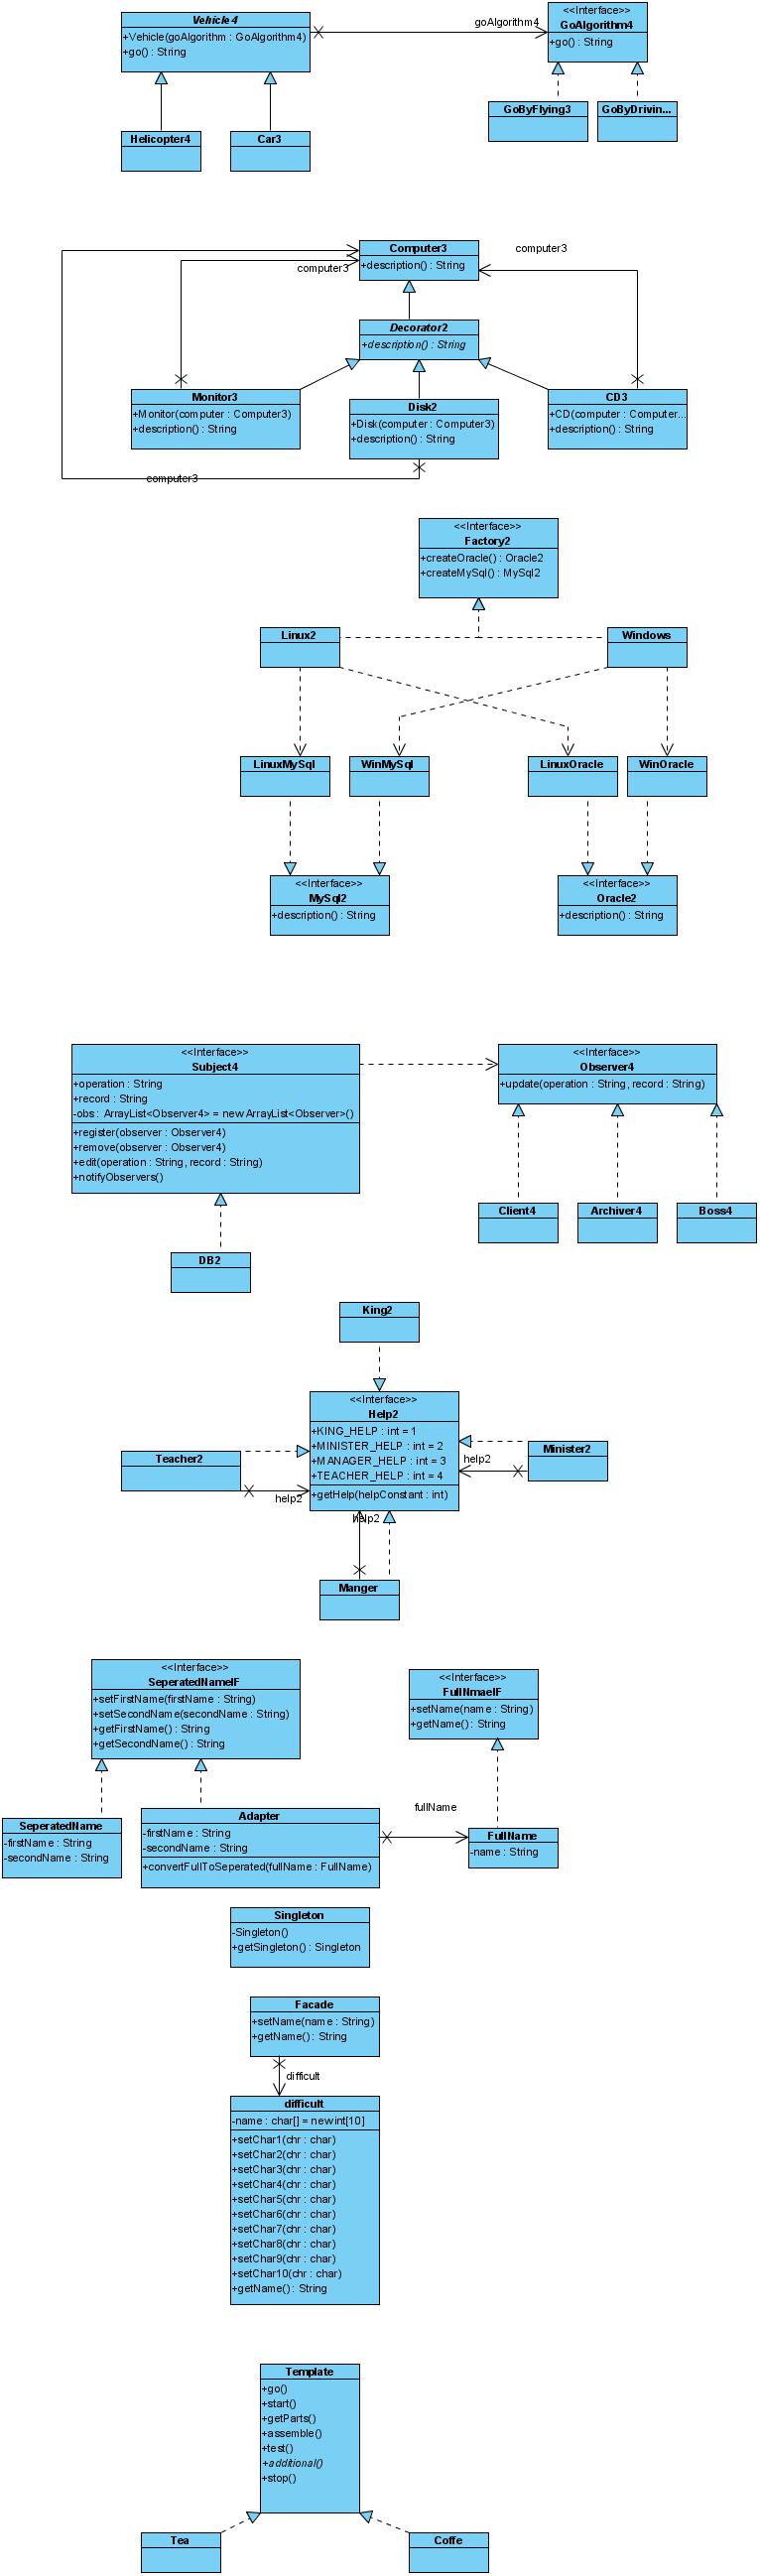 Vehicle4
+Vehicle(goAlgorithm : GoAlgorithm4)
+go() : String
goAlgorithm4
<<Interface>>
GoAlgorithm4
+go() : String
Helicopter4
Car3
GoByFlying3
GoByDrivin...
Computer3
+description() : String
computer3
computer3
Decorator2
+description() : String
Monitor3
+Monitor(computer : Computer3)
+description() : String
Disk2
+Disk(computer : Computer3)
+description() : String
CD3
+CD(computer : Computer...
+description() : String
computer3
<<Interface>>
Factory2
+createOracle() : Oracle2
+createMySql() : MySql2
Linux2
Windows
LinuxMySql
WinMySql
LinuxOracle
WinOracle
<<Interface>>
MySql2
+description() : String
<<Interface>>
Oracle2
+description() : String
<<Interface>>
Subject4
+operation : String
+record : String
-obs : ArrayList<Observer4> = new ArrayList<Observer>()
+register(observer : Observer4)
+remove(observer : Observer4)
+edit(operation : String, record : String)
+notifyObservers()
<<Interface>>
Observer4
+update(operation : String, record : String)
DB2
Client4
Archiver4
Boss4
King2
<<Interface>>
Help2
+KING_HELP : int = 1
+MINISTER_HELP : int = 2
+MANAGER_HELP : int = 3
+TEACHER_HELP : int = 4
+getHelp(helpConstant : int)
Teacher2
help2
Minister2
help2
help2
Manger
<<Interface>>
SeperatedNameIF
+setFirstName(firstName : String)
+setSecondName(secondName : String)
+getFirstName() : String
+getSecondName() : String
<<Interface>>
FullNmaeIF
+setName(name : String)
+getName() : String
SeperatedName
-firstName : String
-secondName : String
Adapter
-firstName : String
-secondName : String
+convertFullToSeperated(fullName : FullName)
fullName
FullName
-name : String
Singleton
-Singleton()
+getSingleton() : Singleton
Facade
+setName(name : String)
+getName() : String
difficult
difficult
-name : char[] = new int[10]
+setChar1(chr : char)
+setChar2(chr : char)
+setChar3(chr : char)
+setChar4(chr : char)
+setChar5(chr : char)
+setChar6(chr : char)
+setChar7(chr : char)
+setChar8(chr : char)
+setChar9(chr : char)
+setChar10(chr : char)
+getName() : String
Template
+go()
+start()
+getParts()
+assemble()
+test()
+additional()
+stop()
Tea
Coffe